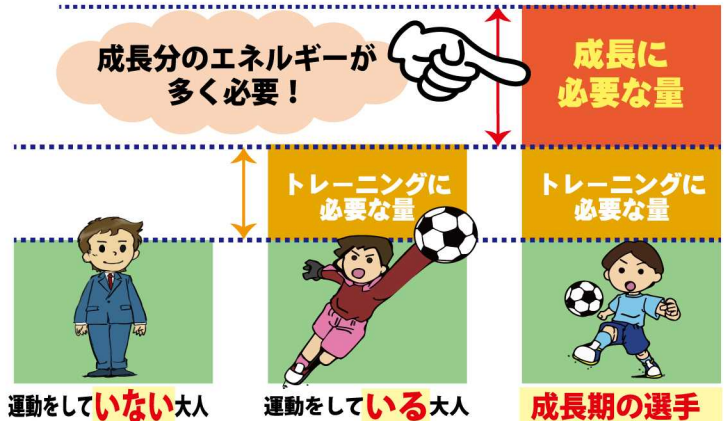 成長分のエネルギーが
多く必要！
成長に
必要な量
トレーニングに
必要な量
トレーニングに
必要な量
運動をしていない大人
運動をしている大人
成長期の選手